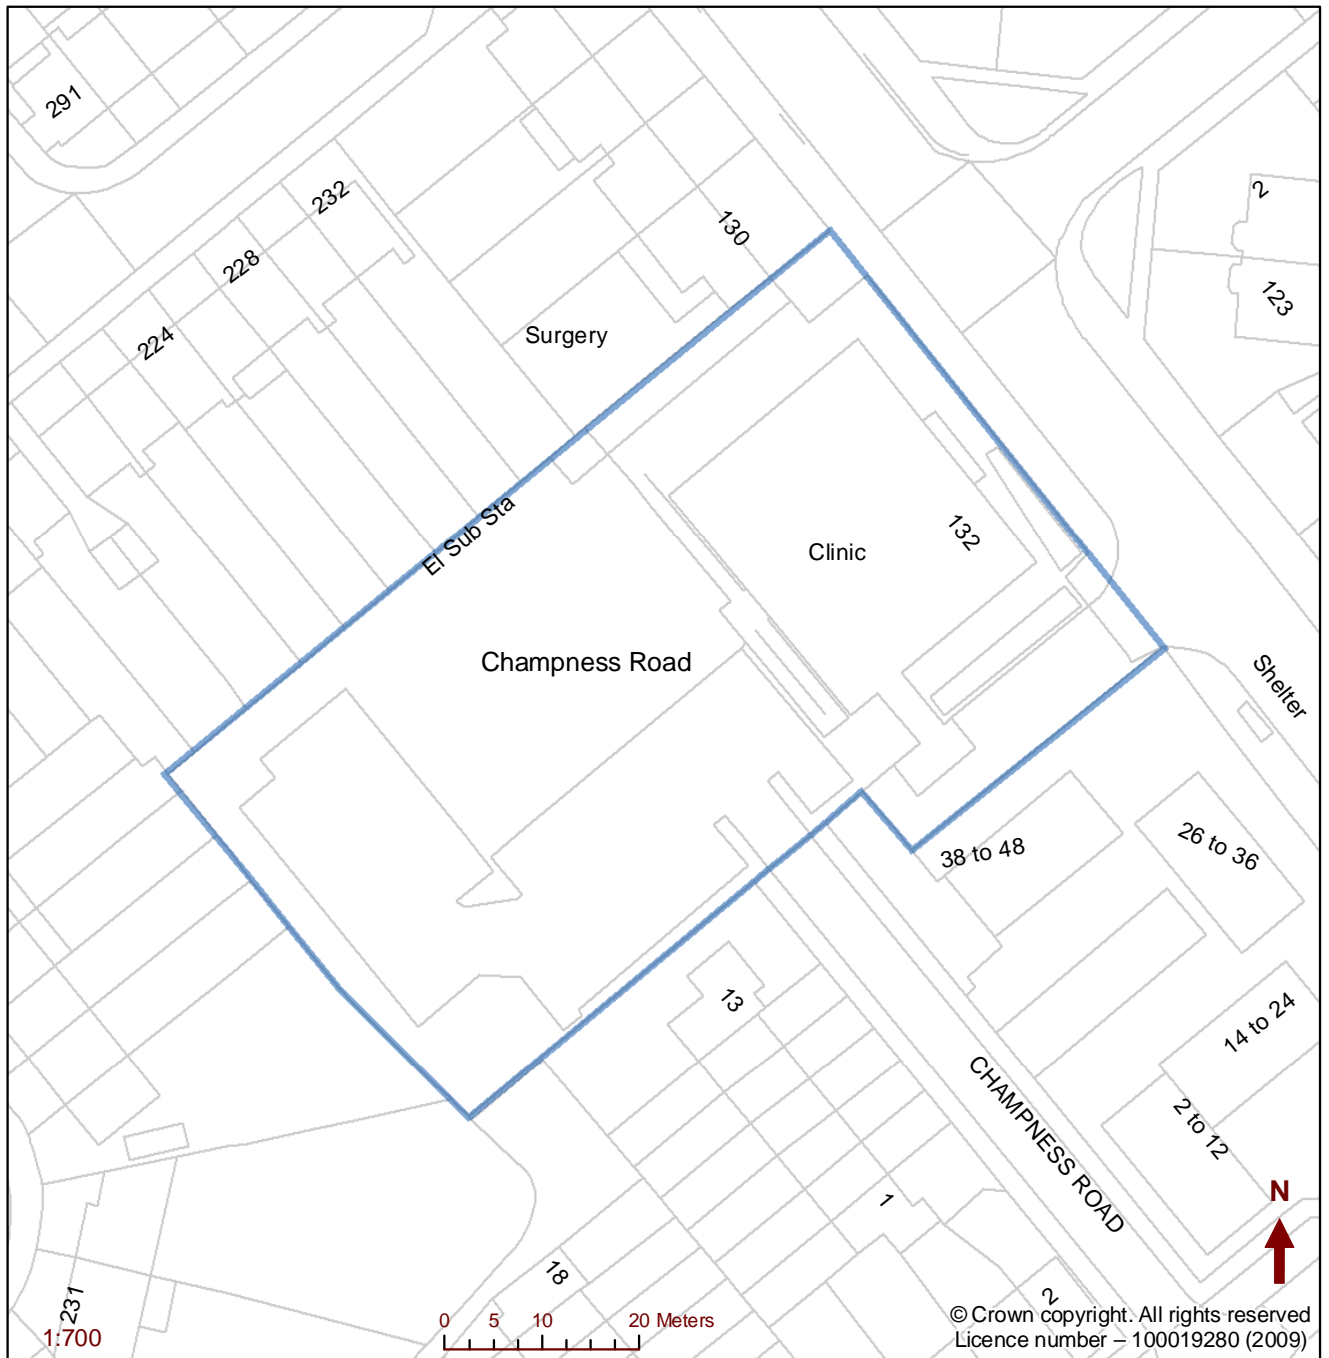 291
232
228
224
130
2
123
Surgery
El Sub Sta
132
Clinic
Champness Road
Shelter
38 to 48
26 to 36
13
14 to 24
CHAMPNESS ROAD
2 to 12
1
N
18
2
231
1:700
0 5 10 20 Meters
© Crown copyright. All rights reserved
Licence number – 100019280 (2009)